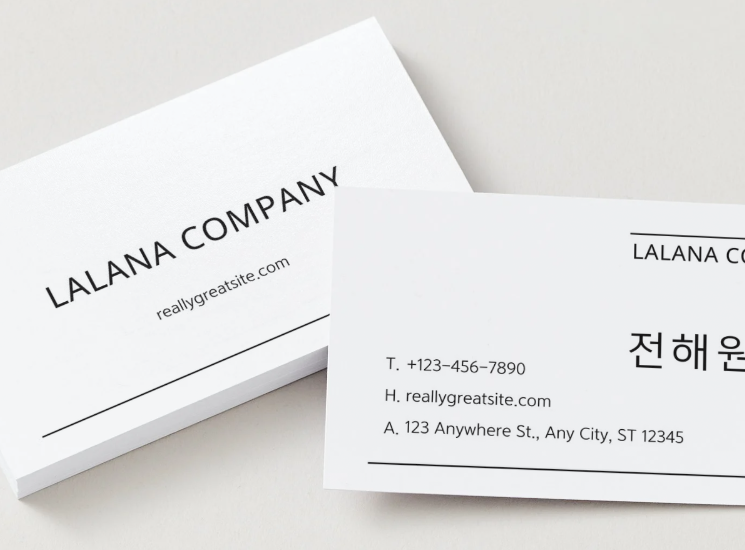 LALANA COMPANY
reallygreatsite.com
LALANA
전해원
T. +123-456-7890
H. reallygreatsite.com
A. 123 Anywhere St., Any City, ST 12345